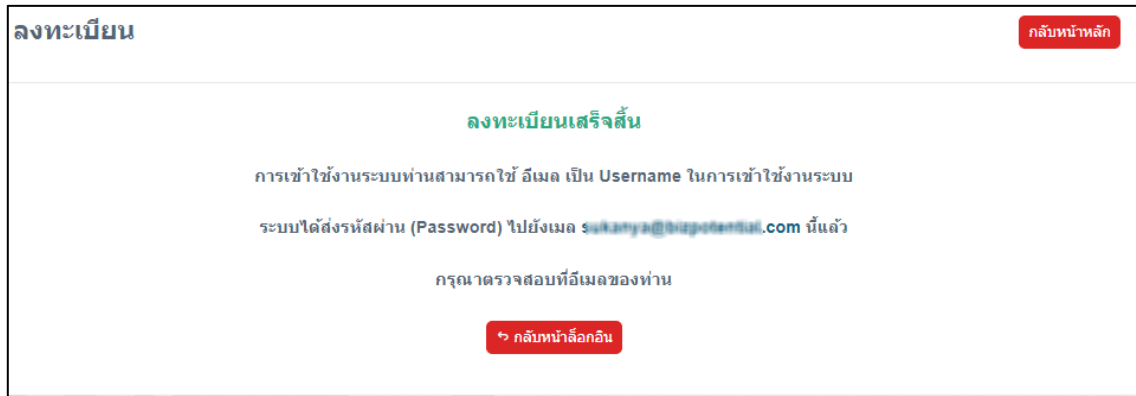 ลงทะเบียน
กลับหน้าหลัก
ลงทะเบียนเสร็จสิ้น
การเข้าใช้งานระบบท่านสามารถใช้ อีเมล เป็น Username ในการเข้าใช้งานระบบ
ระบบได้ส่งรหัสผ่าน (Password) ไปยังเมล .com นี้แล้ว
กรุณาตรวจสอบที่อีเมลของท่าน
กลับหน้าล็อกอิน